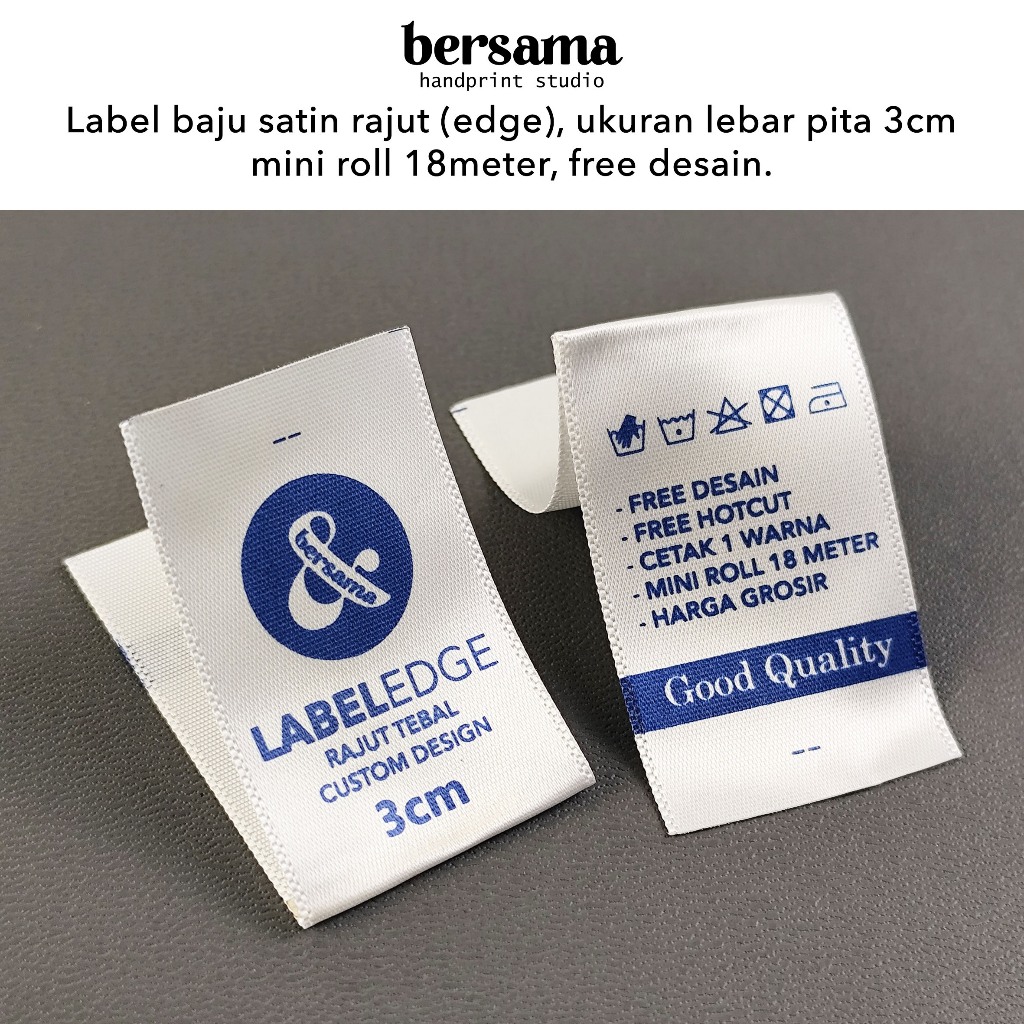 bersama
handprint studio
Label baju satin rajut (edge), ukuran lebar pita 3cm
mini roll 18meter, free desain.
bersama
LABELEDGE
RAJUT TEBAL
CUSTOM DESIGN
3cm
- FREE DESAIN
- FREE HOTCUT
- CETAK 1 WARNA
- MINI ROLL 18 METER
- HARGA GROSIR
Good Quality